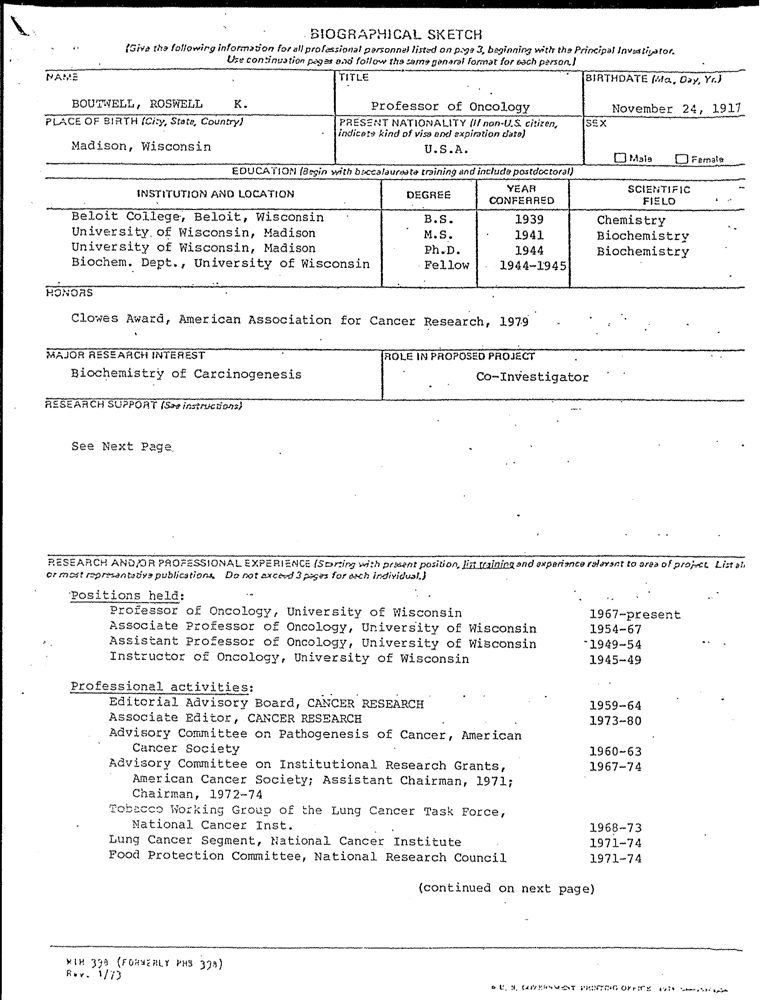 BIOGRAPHICAL SKETCH
(Give the following information for all professional personnel listed on page 3, beginning with the Principal Investigator.
Use continuation pages and follow the same general format for each person.)
NAME TITLE BIRTHDATE (Mo., Day, Yr.)
BOUTWELL, ROSWELL K. Professor of Oncology November 24, 1917
PLACE OF BIRTH (City, State, Country) PRESENT NATIONALITY (If non-U.S. citizen, SEX
indicate kind of visa and expiration date)
Madison, Wisconsin U.S.A. Male Female
EDUCATION (Begin with baccalaureate training and include postdoctoral)
INSTITUTION AND LOCATION DEGREE YEAR CONFERRED SCIENTIFIC FIELD
Beloit College, Beloit, Wisconsin B.S. 1939 Chemistry
University of Wisconsin, Madison M.S. 1941 Biochemistry
University of Wisconsin, Madison Ph.D. 1944 Biochemistry
Biochem. Dept., University of Wisconsin Fellow 1944-1945
HONORS
Clowes Award, American Association for Cancer Research, 1979
MAJOR RESEARCH INTEREST ROLE IN PROPOSED PROJECT
Biochemistry of Carcinogenesis Co-Investigator
RESEARCH SUPPORT (See instructions)
See Next Page
RESEARCH AND/OR PROFESSIONAL EXPERIENCE (Starting with present position, list training and experience relevant to area of project. List all
or most representative publications. Do not exceed 3 pages for each individual.)
Positions held:
Professor of Oncology, University of Wisconsin 1967-present
Associate Professor of Oncology, University of Wisconsin 1954-67
Assistant Professor of Oncology, University of Wisconsin 1949-54
Instructor of Oncology, University of Wisconsin 1945-49
Professional activities:
Editorial Advisory Board, CANCER RESEARCH 1959-64
Associate Editor, CANCER RESEARCH 1973-80
Advisory Committee on Pathogenesis of Cancer, American
Cancer Society 1960-63
Advisory Committee on Institutional Research Grants, 1967-74
American Cancer Society; Assistant Chairman, 1971;
Chairman, 1972-74
Tobacco Working Group of the Lung Cancer Task Force,
National Cancer Inst. 1968-73
Lung Cancer Segment, National Cancer Institute 1971-74
Food Protection Committee, National Research Council 1971-74
(continued on next page)
NIH 398 (FORMERLY PHS 398)
Rev. 1/73
U. S. GOVERNMENT PRINTING OFFICE